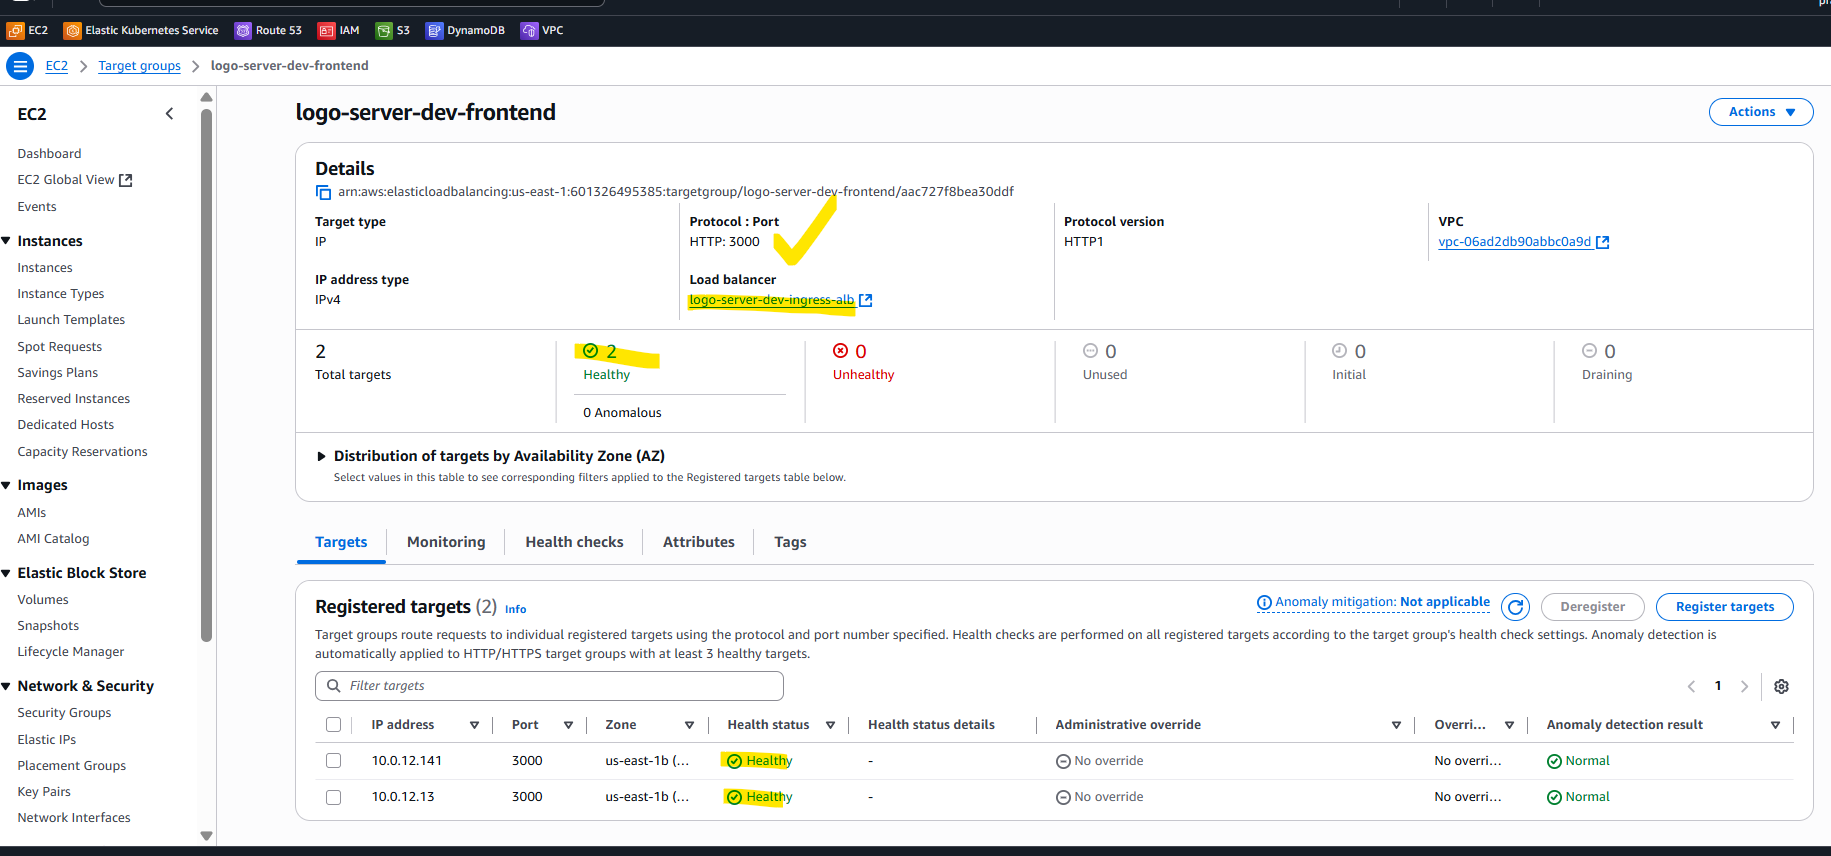 EC2
Elastic Kubernetes Service
Route 53
IAM
S3
DynamoDB
VPC
EC2
Target groups
logo-server-dev-frontend
EC2
Dashboard
EC2 Global View
Events
Instances
Instances
Instance Types
Launch Templates
Spot Requests
Savings Plans
Reserved Instances
Dedicated Hosts
Capacity Reservations
Images
AMIs
AMI Catalog
Elastic Block Store
Volumes
Snapshots
Lifecycle Manager
Network & Security
Security Groups
Elastic IPs
Placement Groups
Key Pairs
Network Interfaces
logo-server-dev-frontend
Actions
Details
arn:aws:elasticloadbalancing:us-east-1:601326495385:targetgroup/logo-server-dev-frontend/aac727f8bea30ddf
Target type
IP
Protocol : Port
HTTP: 3000
Protocol version
HTTP1
VPC
vpc-06ad2db90abbc0a9d
IP address type
IPv4
Load balancer
logo-server-dev-ingress-alb
2
Total targets
2
Healthy
0 Anomalous
0
Unhealthy
0
Unused
0
Initial
0
Draining
Distribution of targets by Availability Zone (AZ)
Select values in this table to see corresponding filters applied to the Registered targets table below.
Targets
Monitoring
Health checks
Attributes
Tags
Registered targets (2) Info
Anomaly mitigation: Not applicable
Deregister
Register targets
Target groups route requests to individual registered targets using the protocol and port number specified. Health checks are performed on all registered targets according to the target group's health check settings. Anomaly detection is
automatically applied to HTTP/HTTPS target groups with at least 3 healthy targets.
Filter targets
1
IP address Port Zone Health status Health status details Administrative override Overri... Anomaly detection result
10.0.12.141 3000 us-east-1b (... Healthy - No override No overri... Normal
10.0.12.13 3000 us-east-1b (... Healthy - No override No overri... Normal